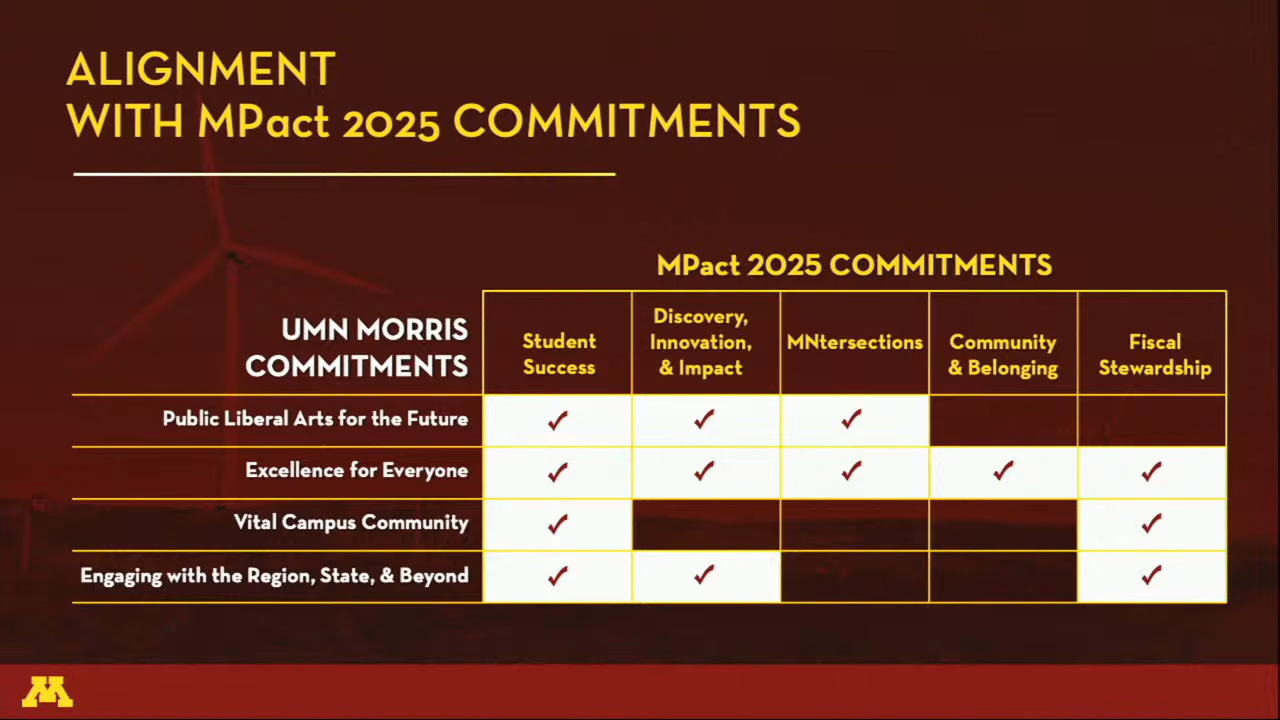 ALIGNMENT
WITH MPact 2025 COMMITMENTS
MPact 2025 COMMITMENTS
UMN MORRIS
COMMITMENTS
Student
Success
Discovery,
Innovation,
& Impact
MNtersections
Community
& Belonging
Fiscal
Stewardship
Public Liberal Arts for the Future ✓ ✓ ✓
Excellence for Everyone ✓ ✓ ✓ ✓ ✓
Vital Campus Community ✓ ✓
Engaging with the Region, State, & Beyond ✓ ✓ ✓
M